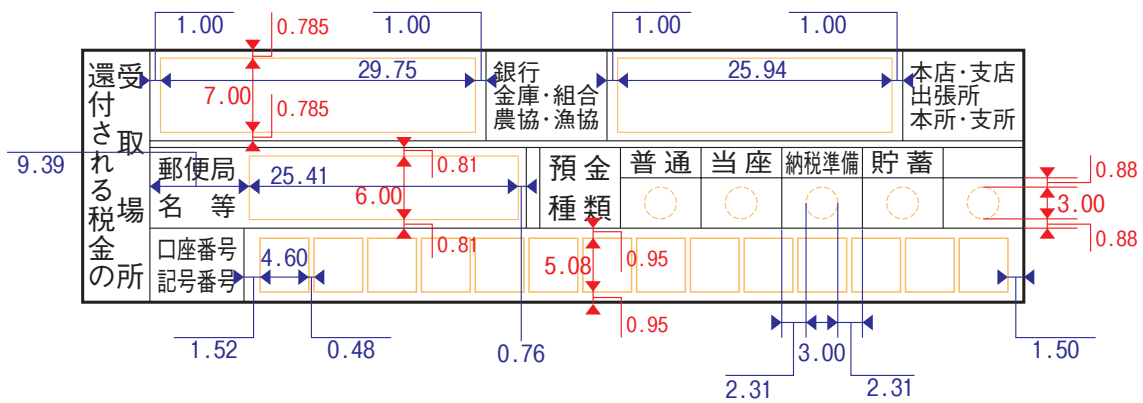 1.00
0.785
1.00
1.00
1.00
還付される税金の
受取場所
29.75
7.00
0.785
銀行
金庫・組合
農協・漁協
25.94
本店・支店
出張所
本所・支所
9.39
郵便局
名 等
25.41
6.00
0.81
0.81
預金
種類
普通
当座
納税準備
貯蓄
0.88
3.00
0.88
口座番号
記号番号
4.60
5.08
0.95
0.95
1.52
0.48
0.76
3.00
1.50
2.31
2.31